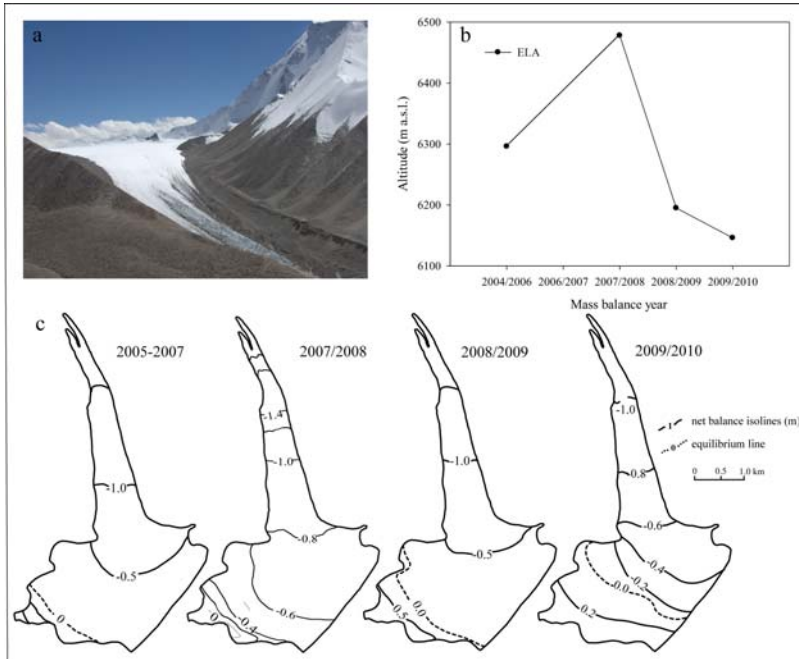 a
b
ELA
6500
6400
6300
6200
6100
Altitude (m a.s.l.)
2004/2006 2006/2007 2007/2008 2008/2009 2009/2010
Mass balance year
c
2005-2007
2007/2008
2008/2009
2009/2010
-1.0
-0.5
0
-1.4
-1.0
-0.8
-0.6
-0.4
0
-1.0
-0.5
0.0
0.5
-1.0
-0.8
-0.6
-0.4
-0.2
0.0
0.2
net balance isolines (m)
equilibrium line
0 0.5 1.0 km